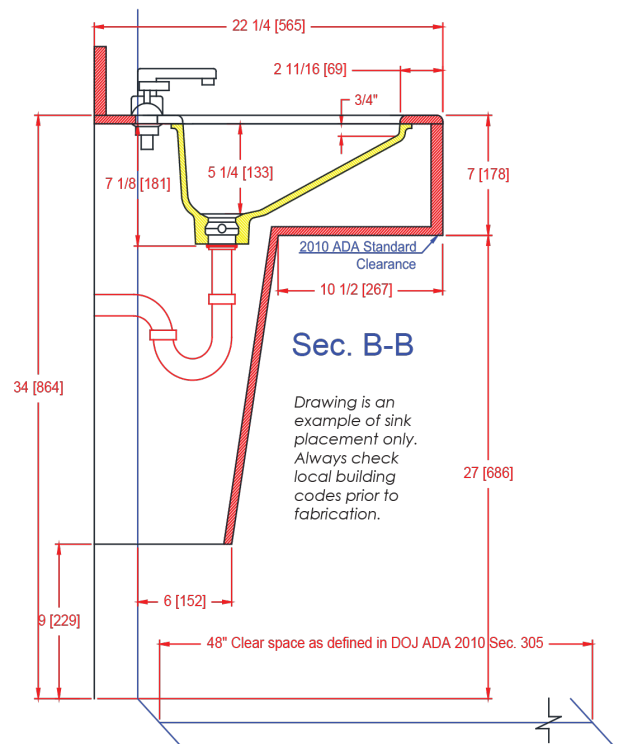 22 1/4 [565]
2 11/16 [69]
3/4"
5 1/4 [133]
7 1/8 [181]
7 [178]
2010 ADA Standard
Clearance
10 1/2 [267]
Sec. B-B
34 [864]
Drawing is an
example of sink
placement only.
Always check
local building
codes prior to
fabrication.
27 [686]
6 [152]
9 [229]
48" Clear space as defined in DOJ ADA 2010 Sec. 305